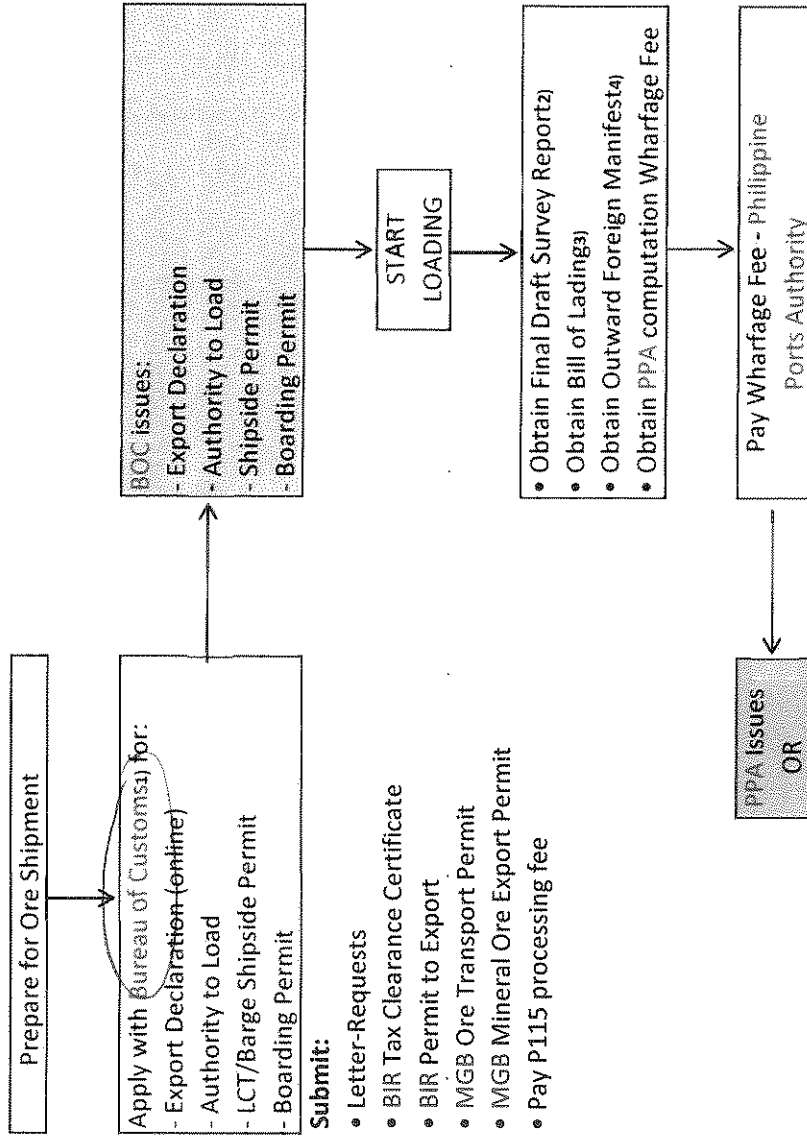 Prepare for Ore Shipment
Apply with Bureau of Customs1) for:
- Export Declaration (online)
- Authority to Load
- LCT/Barge Shipside Permit
- Boarding Permit
Submit:
• Letter-Requests
• BIR Tax Clearance Certificate
• BIR Permit to Export
• MGB Ore Transport Permit
• MGB Mineral Ore Export Permit
• Pay P115 processing fee
BOC issues:
- Export Declaration
- Authority to Load
- Shipside Permit
- Boarding Permit
START
LOADING
• Obtain Final Draft Survey Report2)
• Obtain Bill of Lading3)
• Obtain Outward Foreign Manifest4)
• Obtain PPA computation Wharfage Fee
Pay Wharfage Fee - Philippine
Ports Authority
PPA issues
OR